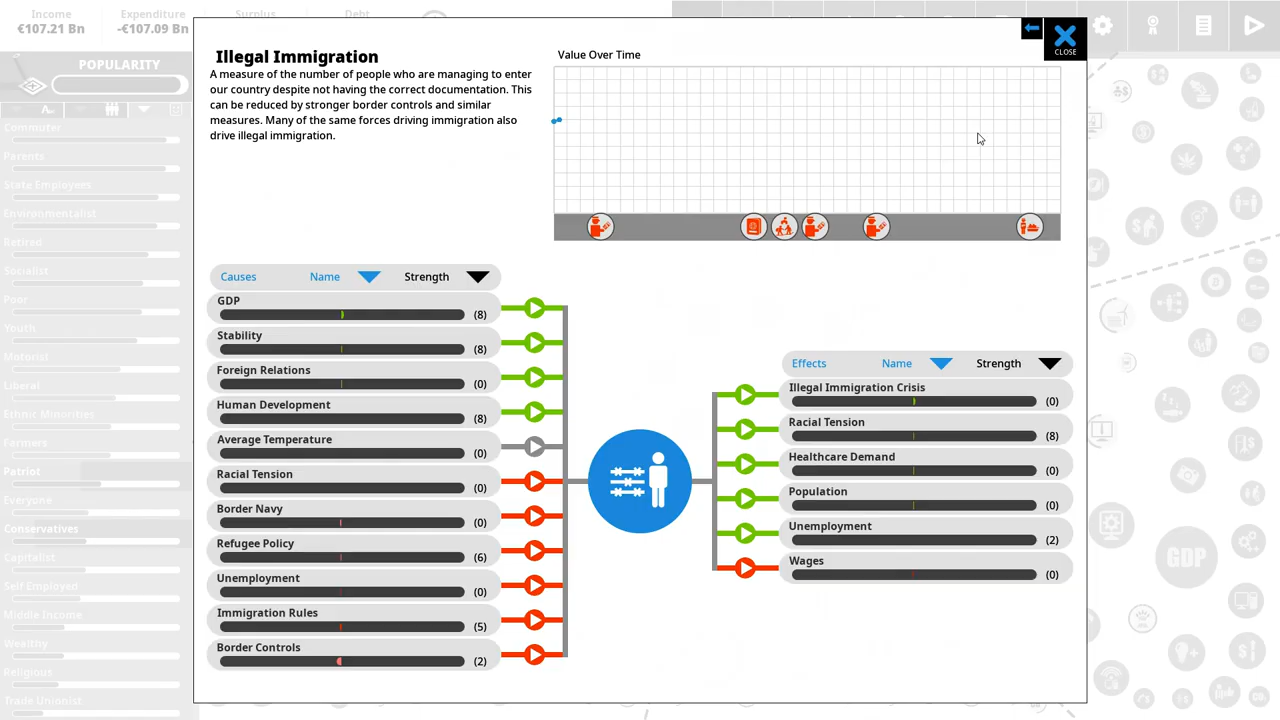 Income
Expenditure
Surplus
Debt
€107.21 Bn
-€107.09 Bn
POPULARITY
Commuter
Parents
State Employees
Environmentalist
Retired
Socialist
Poor
Youth
Motorist
Liberal
Ethnic Minorities
Farmers
Patriot
Everyone
Conservatives
Capitalist
Self Employed
Middle Income
Wealthy
Religious
Trade Unionist
Illegal Immigration
A measure of the number of people who are managing to enter
our country despite not having the correct documentation. This
can be reduced by stronger border controls and similar
measures. Many of the same forces driving immigration also
drive illegal immigration.
Value Over Time
CLOSE
Causes Name Strength
GDP
(8)
Stability
(8)
Foreign Relations
(0)
Human Development
(8)
Average Temperature
(0)
Racial Tension
(0)
Border Navy
(0)
Refugee Policy
(6)
Unemployment
(0)
Immigration Rules
(5)
Border Controls
(2)
Effects Name Strength
Illegal Immigration Crisis
(0)
Racial Tension
(8)
Healthcare Demand
(0)
Population
(0)
Unemployment
(2)
Wages
(0)
GDP